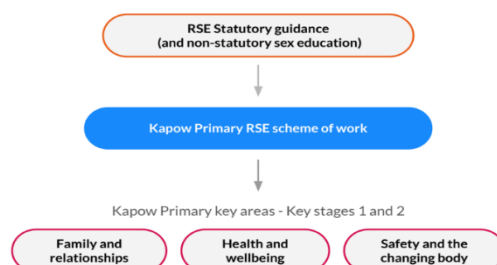 RSE Statutory guidance
(and non-statutory sex education)
Kapow Primary RSE scheme of work
Kapow Primary key areas - Key stages 1 and 2
Family and
relationships
Health and
wellbeing
Safety and the
changing body